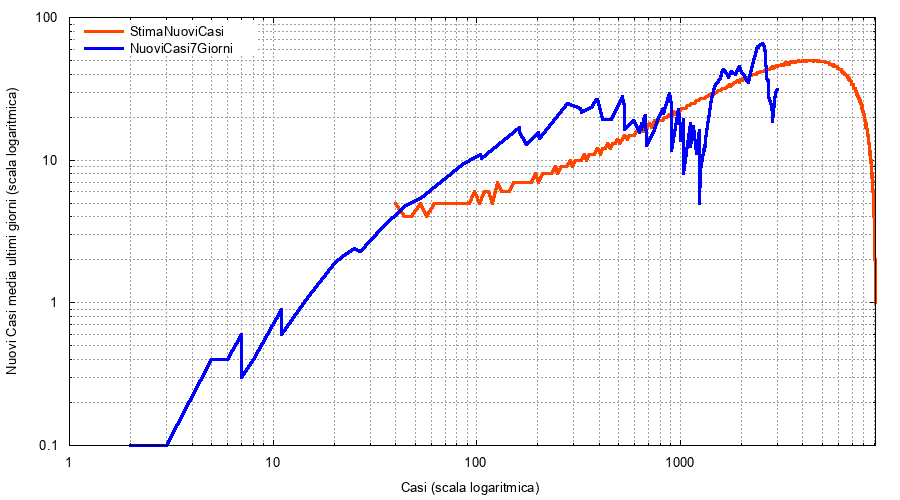 100
StimaNuoviCasi
NuoviCasi7Giorni
10
1
0.1
Nuovi Casi media ultimi giorni (scala logaritmica)
1 10 100 1000
Casi (scala logaritmica)